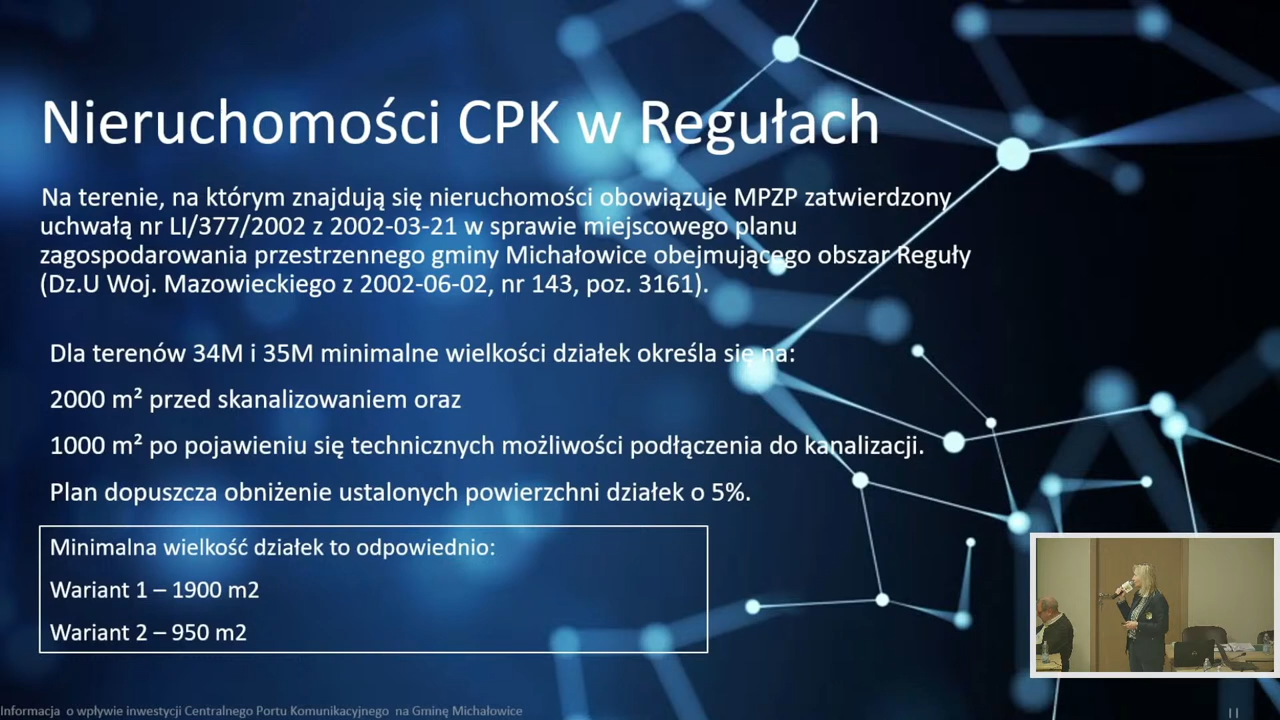 Nieruchomości CPK w Regułach
Na terenie, na którym znajdują się nieruchomości obowiązuje MPZP zatwierdzony
uchwałą nr LI/377/2002 z 2002-03-21 w sprawie miejscowego planu
zagospodarowania przestrzennego gminy Michałowice obejmującego obszar Reguły
(Dz.U Woj. Mazowieckiego z 2002-06-02, nr 143, poz. 3161).
Dla terenów 34M i 35M minimalne wielkości działek określa się na:
2000 m² przed skanalizowaniem oraz
1000 m² po pojawieniu się technicznych możliwości podłączenia do kanalizacji.
Plan dopuszcza obniżenie ustalonych powierzchni działek o 5%.
Minimalna wielkość działek to odpowiednio:
Wariant 1 – 1900 m2
Wariant 2 – 950 m2
Informacja o wpływie inwestycji Centralnego Portu Komunikacyjnego na Gminę Michałowice